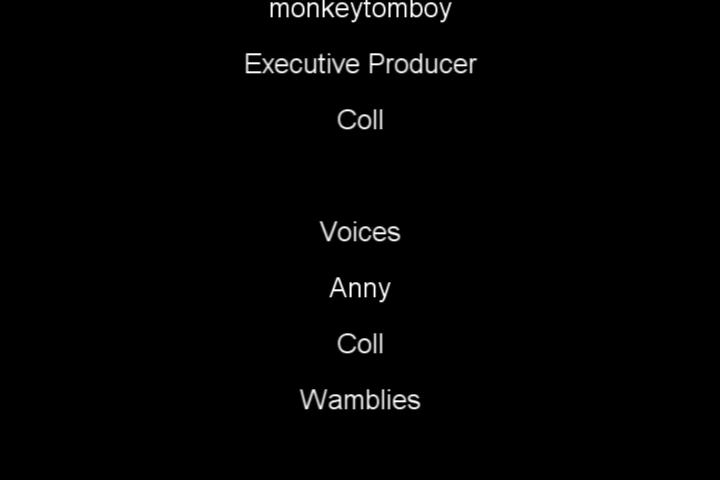 monkeytomboy
Executive Producer
Coll
Voices
Anny
Coll
Wamblies